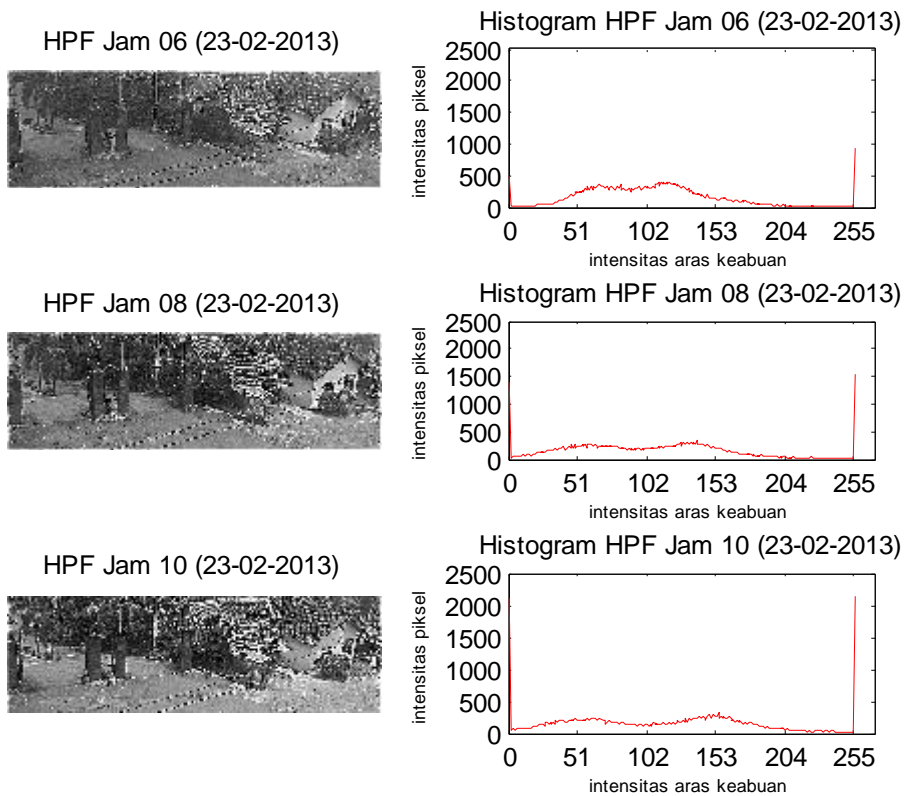 HPF Jam 06 (23-02-2013)
Histogram HPF Jam 06 (23-02-2013)
intensitas piksel
2500
2000
1500
1000
500
0
0 51 102 153 204 255
intensitas aras keabuan
HPF Jam 08 (23-02-2013)
Histogram HPF Jam 08 (23-02-2013)
intensitas piksel
2500
2000
1500
1000
500
0
0 51 102 153 204 255
intensitas aras keabuan
HPF Jam 10 (23-02-2013)
Histogram HPF Jam 10 (23-02-2013)
intensitas piksel
2500
2000
1500
1000
500
0
0 51 102 153 204 255
intensitas aras keabuan